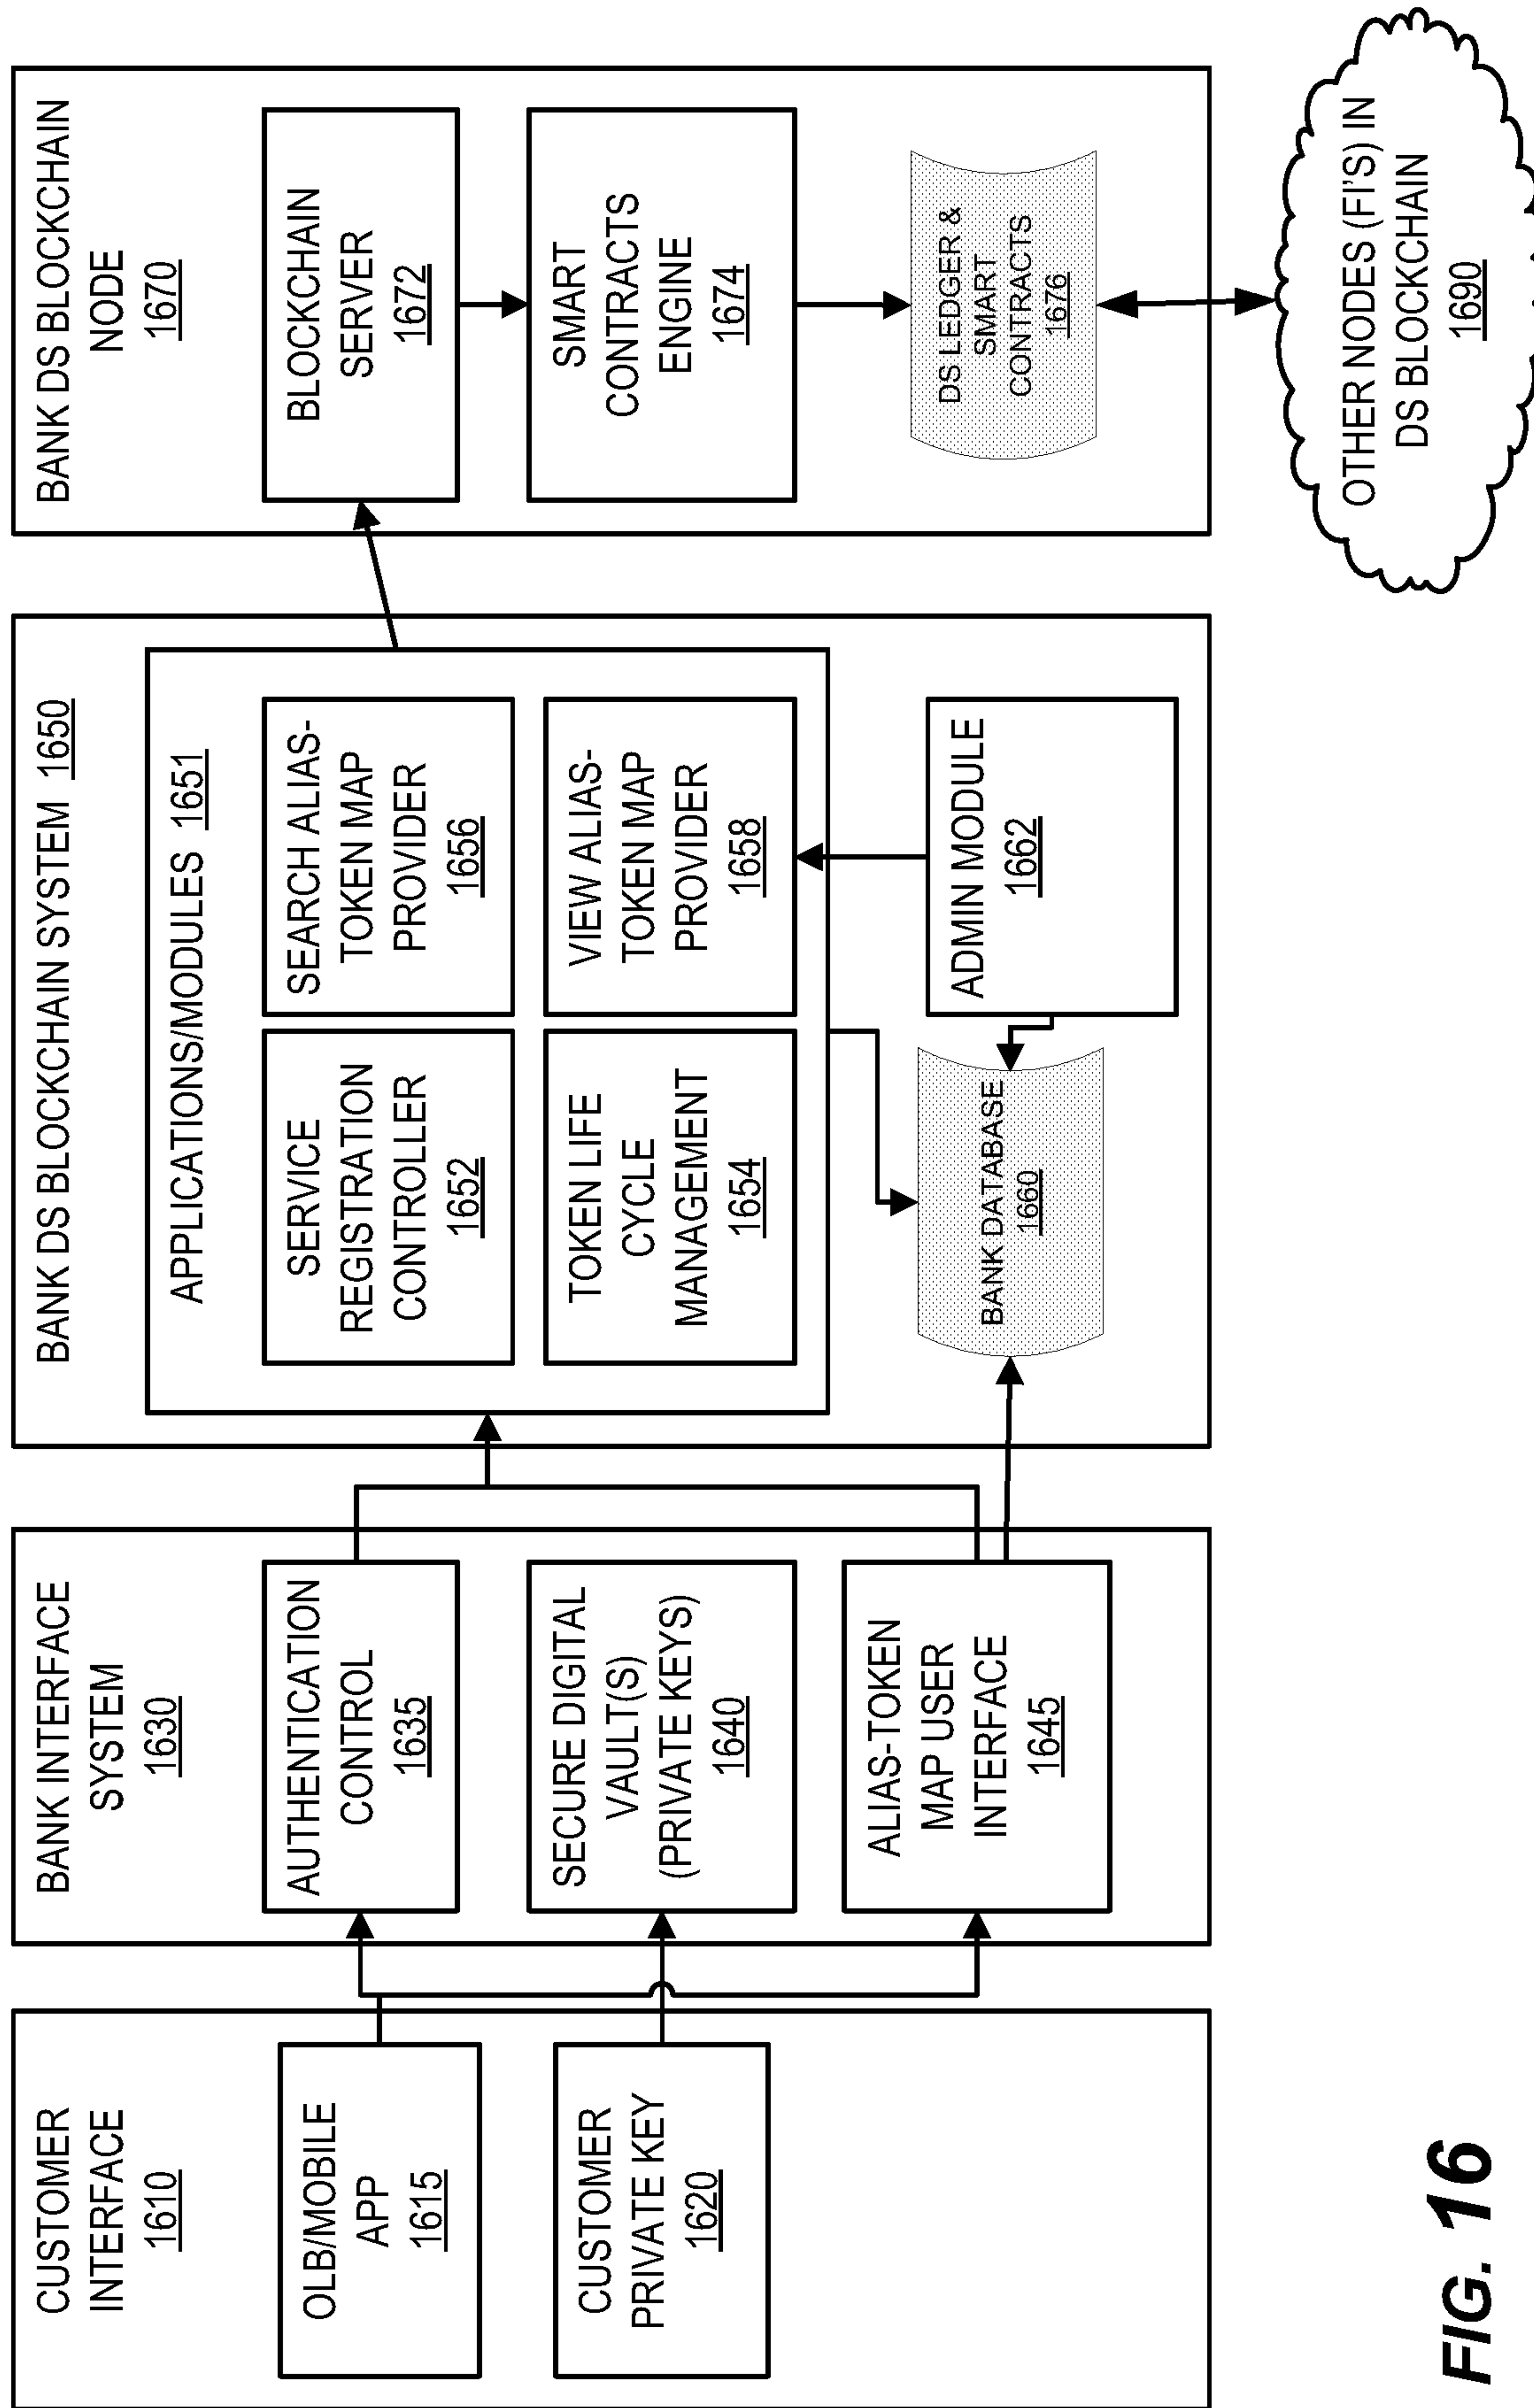 CUSTOMER
INTERFACE
1610
OLB/MOBILE
APP
1615
CUSTOMER
PRIVATE KEY
1620
BANK INTERFACE
SYSTEM
1630
AUTHENTICATION
CONTROL
1635
SECURE DIGITAL
VAULT(S)
(PRIVATE KEYS)
1640
ALIAS-TOKEN
MAP USER
INTERFACE
1645
BANK DS BLOCKCHAIN SYSTEM 1650
APPLICATIONS/MODULES 1651
SERVICE
REGISTRATION
CONTROLLER
1652
SEARCH ALIAS-
TOKEN MAP
PROVIDER
1656
TOKEN LIFE
CYCLE
MANAGEMENT
1654
VIEW ALIAS-
TOKEN MAP
PROVIDER
1658
BANK DATABASE
1660
ADMIN MODULE
1662
BANK DS BLOCKCHAIN
NODE
1670
BLOCKCHAIN
SERVER
1672
SMART
CONTRACTS
ENGINE
1674
DS LEDGER &
SMART
CONTRACTS
1676
OTHER NODES (FI'S) IN
DS BLOCKCHAIN
1690
FIG. 16